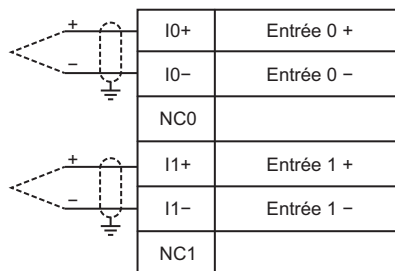 + I0+ Entrée 0 +
− I0− Entrée 0 −
NC0
+ I1+ Entrée 1 +
− I1− Entrée 1 −
NC1